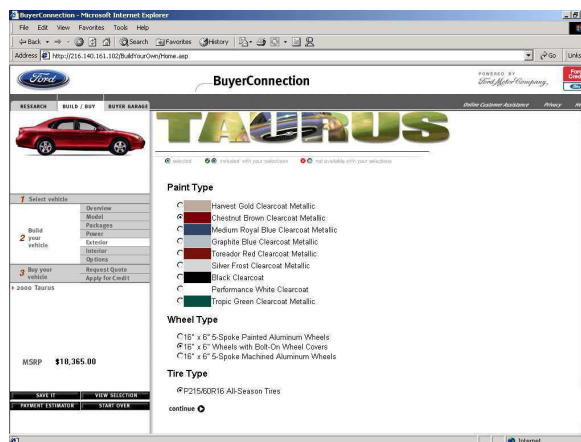 BuyerConnection - Microsoft Internet Explorer
File Edit View Favorites Tools Help
Back Search Favorites History
Address http://216.140.161.102/BuildYourOwn/Home.asp Go Links
Ford BuyerConnection POWERED BY Ford Motor Company,
RESEARCH BUILD / BUY BUYER GARAGE Online Customer Assistance Privacy
TAURUS
selected included with your selections not available with your selections
Paint Type
Harvest Gold Clearcoat Metallic
Chestnut Brown Clearcoat Metallic
Medium Royal Blue Clearcoat Metallic
Graphite Blue Clearcoat Metallic
Toreador Red Clearcoat Metallic
Silver Frost Clearcoat Metallic
Black Clearcoat
Performance White Clearcoat
Tropic Green Clearcoat Metallic
Wheel Type
16" x 6" 5-Spoke Painted Aluminum Wheels
16" x 6" Wheels with Bolt-On Wheel Covers
16" x 6" 5-Spoke Machined Aluminum Wheels
Tire Type
P215/60R16 All-Season Tires
continue
1 Select vehicle
2 Build your vehicle
Overview
Model
Packages
Power
Exterior
Interior
Options
3 Buy your vehicle
Request Quote
Apply for Credit
+ 2000 Taurus
MSRP $18,365.00
SAVE IT VIEW SELECTION
PAYMENT ESTIMATOR START OVER
Internet